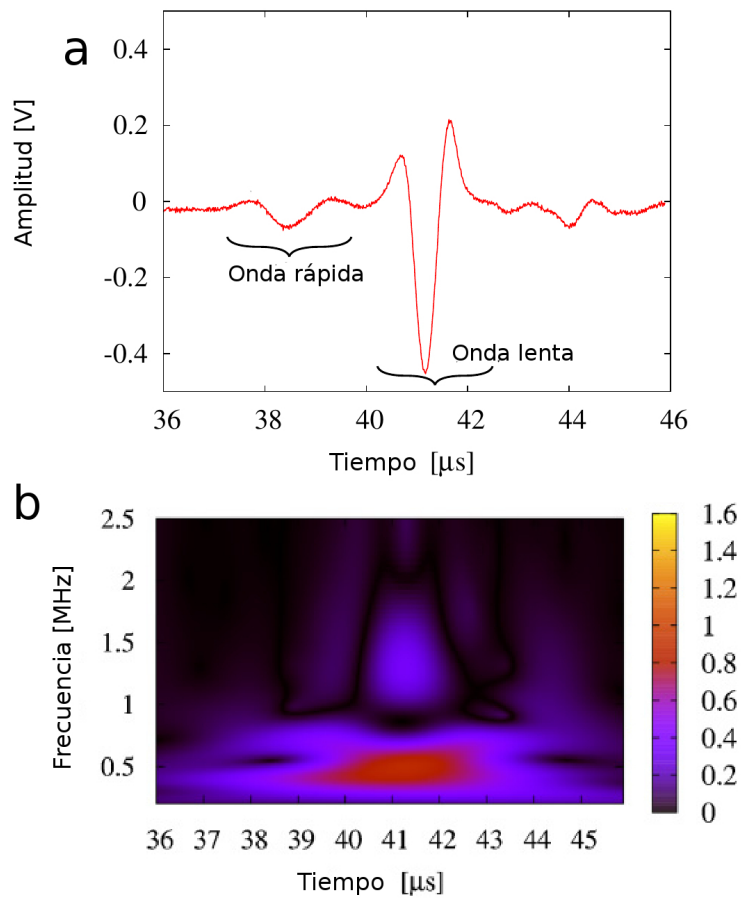 a
Amplitud [V]
0.4
0.2
0
-0.2
-0.4
Onda rápida
Onda lenta
36 38 40 42 44 46
Tiempo [µs]
b
Frecuencia [MHz]
2.5
2
1.5
1
0.5
36 37 38 39 40 41 42 43 44 45
Tiempo [µs]
1.6
1.4
1.2
1
0.8
0.6
0.4
0.2
0